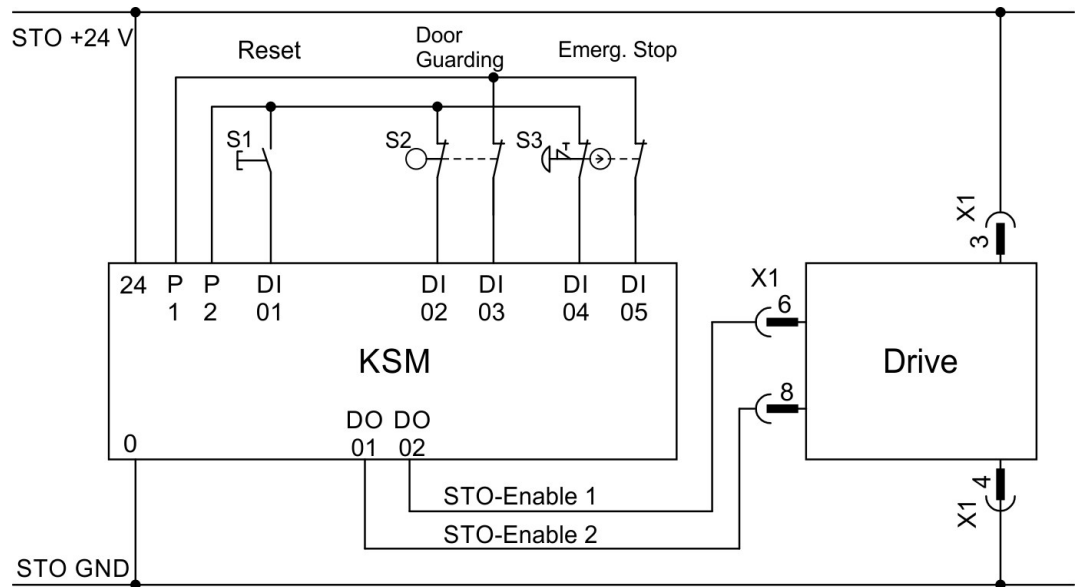 STO +24 V
Reset
Door
Guarding
Emerg. Stop
S1
S2
S3
X1
3
24 P P DI DI DI DI DI
1 2 01 02 03 04 05
X1
6
KSM
Drive
8
DO DO
0 01 02
4
X1
STO-Enable 1
STO-Enable 2
STO GND